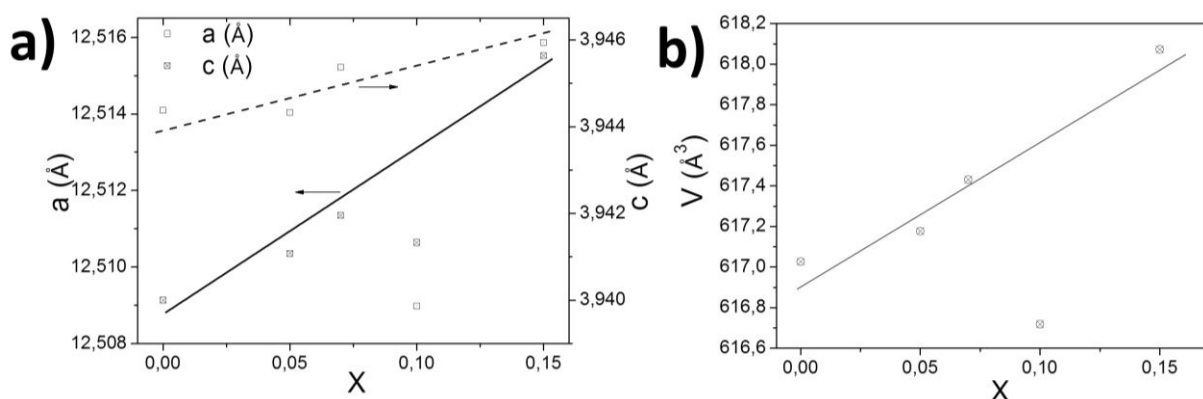 a)
a (Å)
c (Å)
12,516
12,514
12,512
12,510
12,508
a (Å)
3,946
3,944
3,942
3,940
c (Å)
0,00 0,05 0,10 0,15
X
b)
618,2
618,0
617,8
617,6
617,4
617,2
617,0
616,8
616,6
V (Å³)
0,00 0,05 0,10 0,15
X